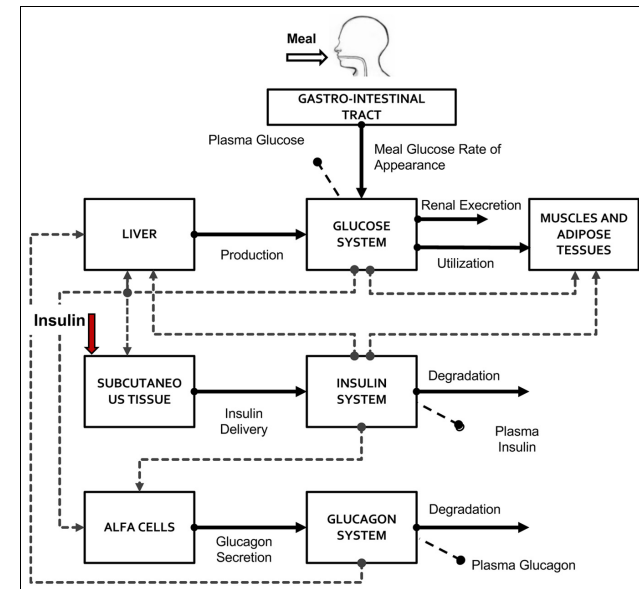 Meal
GASTRO-INTESTINAL
TRACT
Plasma Glucose
Meal Glucose Rate of
Appearance
Renal Execretion
LIVER
Production
GLUCOSE
SYSTEM
Utilization
MUSCLES AND
ADIPOSE
TESSUES
Insulin
SUBCUTANEO
US TISSUE
Insulin
Delivery
INSULIN
SYSTEM
Degradation
Plasma
Insulin
ALFA CELLS
Glucagon
Secretion
GLUCAGON
SYSTEM
Degradation
Plasma Glucagon